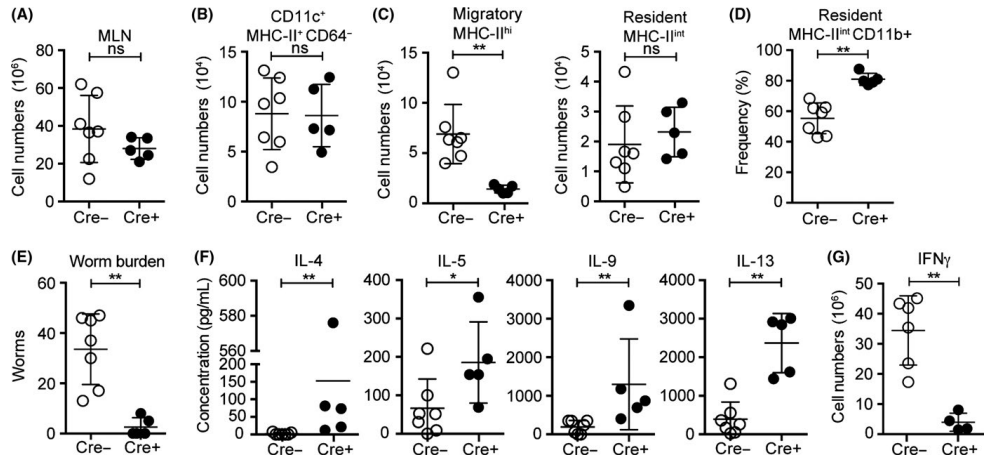 (A)
MLN
ns
Cell numbers (10⁶)
80
60
40
20
0
Cre– Cre+
(B)
CD11c⁺
MHC-II⁺ CD64⁻
ns
Cell numbers (10⁴)
15
10
5
0
Cre– Cre+
(C)
Migratory
MHC-IIʰⁱ
**
Cell numbers (10⁴)
15
10
5
0
Cre– Cre+
Resident
MHC-IIⁱⁿᵗ
ns
Cell numbers (10⁴)
5
4
3
2
1
0
Cre– Cre+
(D)
Resident
MHC-IIⁱⁿᵗ CD11b+
**
Frequency (%)
100
80
60
40
20
0
Cre– Cre+
(E)
Worm burden
**
Worms
60
40
20
0
Cre– Cre+
(F)
IL-4
**
Concentration (pg/mL)
600
580
560
150
100
50
0
Cre– Cre+
IL-5
*
400
300
200
100
0
Cre– Cre+
IL-9
**
4000
3000
2000
1000
0
Cre– Cre+
IL-13
**
4000
3000
2000
1000
0
Cre– Cre+
(G)
IFNγ
**
Cell numbers (10⁶)
50
40
30
20
10
0
Cre– Cre+